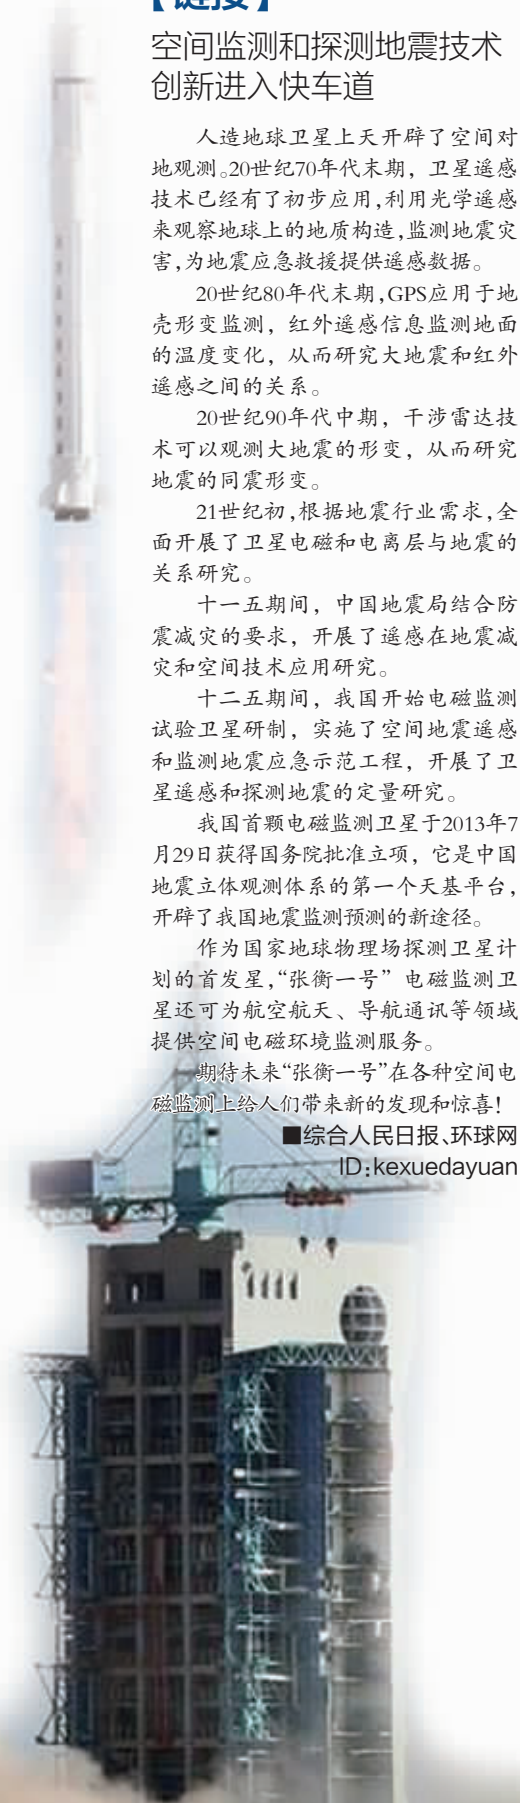 【链接】
空间监测和探测地震技术
创新进入快车道
人造地球卫星上天开辟了空间对
地观测。20世纪70年代末期，卫星遥感
技术已经有了初步应用,利用光学遥感
来观察地球上的地质构造,监测地震灾
害,为地震应急救援提供遥感数据。
20世纪80年代末期,GPS应用于地
壳形变监测，红外遥感信息监测地面
的温度变化，从而研究大地震和红外
遥感之间的关系。
20世纪90年代中期，干涉雷达技
术可以观测大地震的形变，从而研究
地震的同震形变。
21世纪初,根据地震行业需求,全
面开展了卫星电磁和电离层与地震的
关系研究。
十一五期间，中国地震局结合防
震减灾的要求，开展了遥感在地震减
灾和空间技术应用研究。
十二五期间，我国开始电磁监测
试验卫星研制，实施了空间地震遥感
和监测地震应急示范工程，开展了卫
星遥感和探测地震的定量研究。
我国首颗电磁监测卫星于2013年7
月29日获得国务院批准立项，它是中国
地震立体观测体系的第一个天基平台,
开辟了我国地震监测预测的新途径。
作为国家地球物理场探测卫星计
划的首发星,“张衡一号”电磁监测卫
星还可为航空航天、导航通讯等领域
提供空间电磁环境监测服务。
期待未来“张衡一号”在各种空间电
磁监测上给人们带来新的发现和惊喜!
■综合人民日报、环球网
ID:kexuedayuan